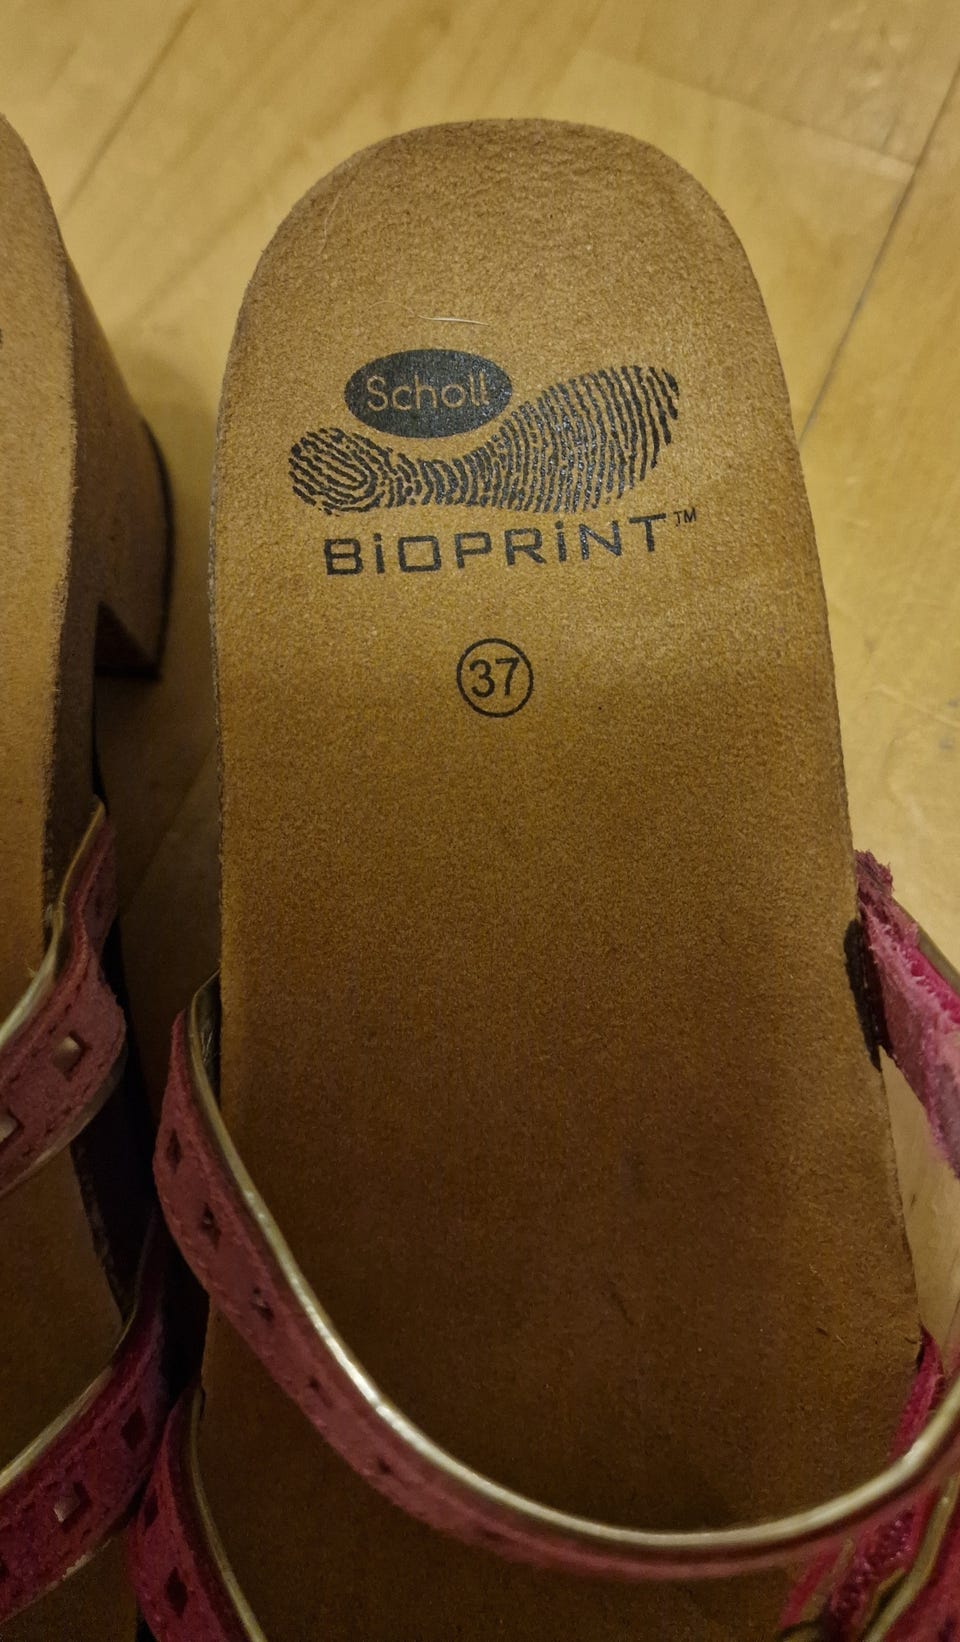 Scholl
BiOPRiNT™
37